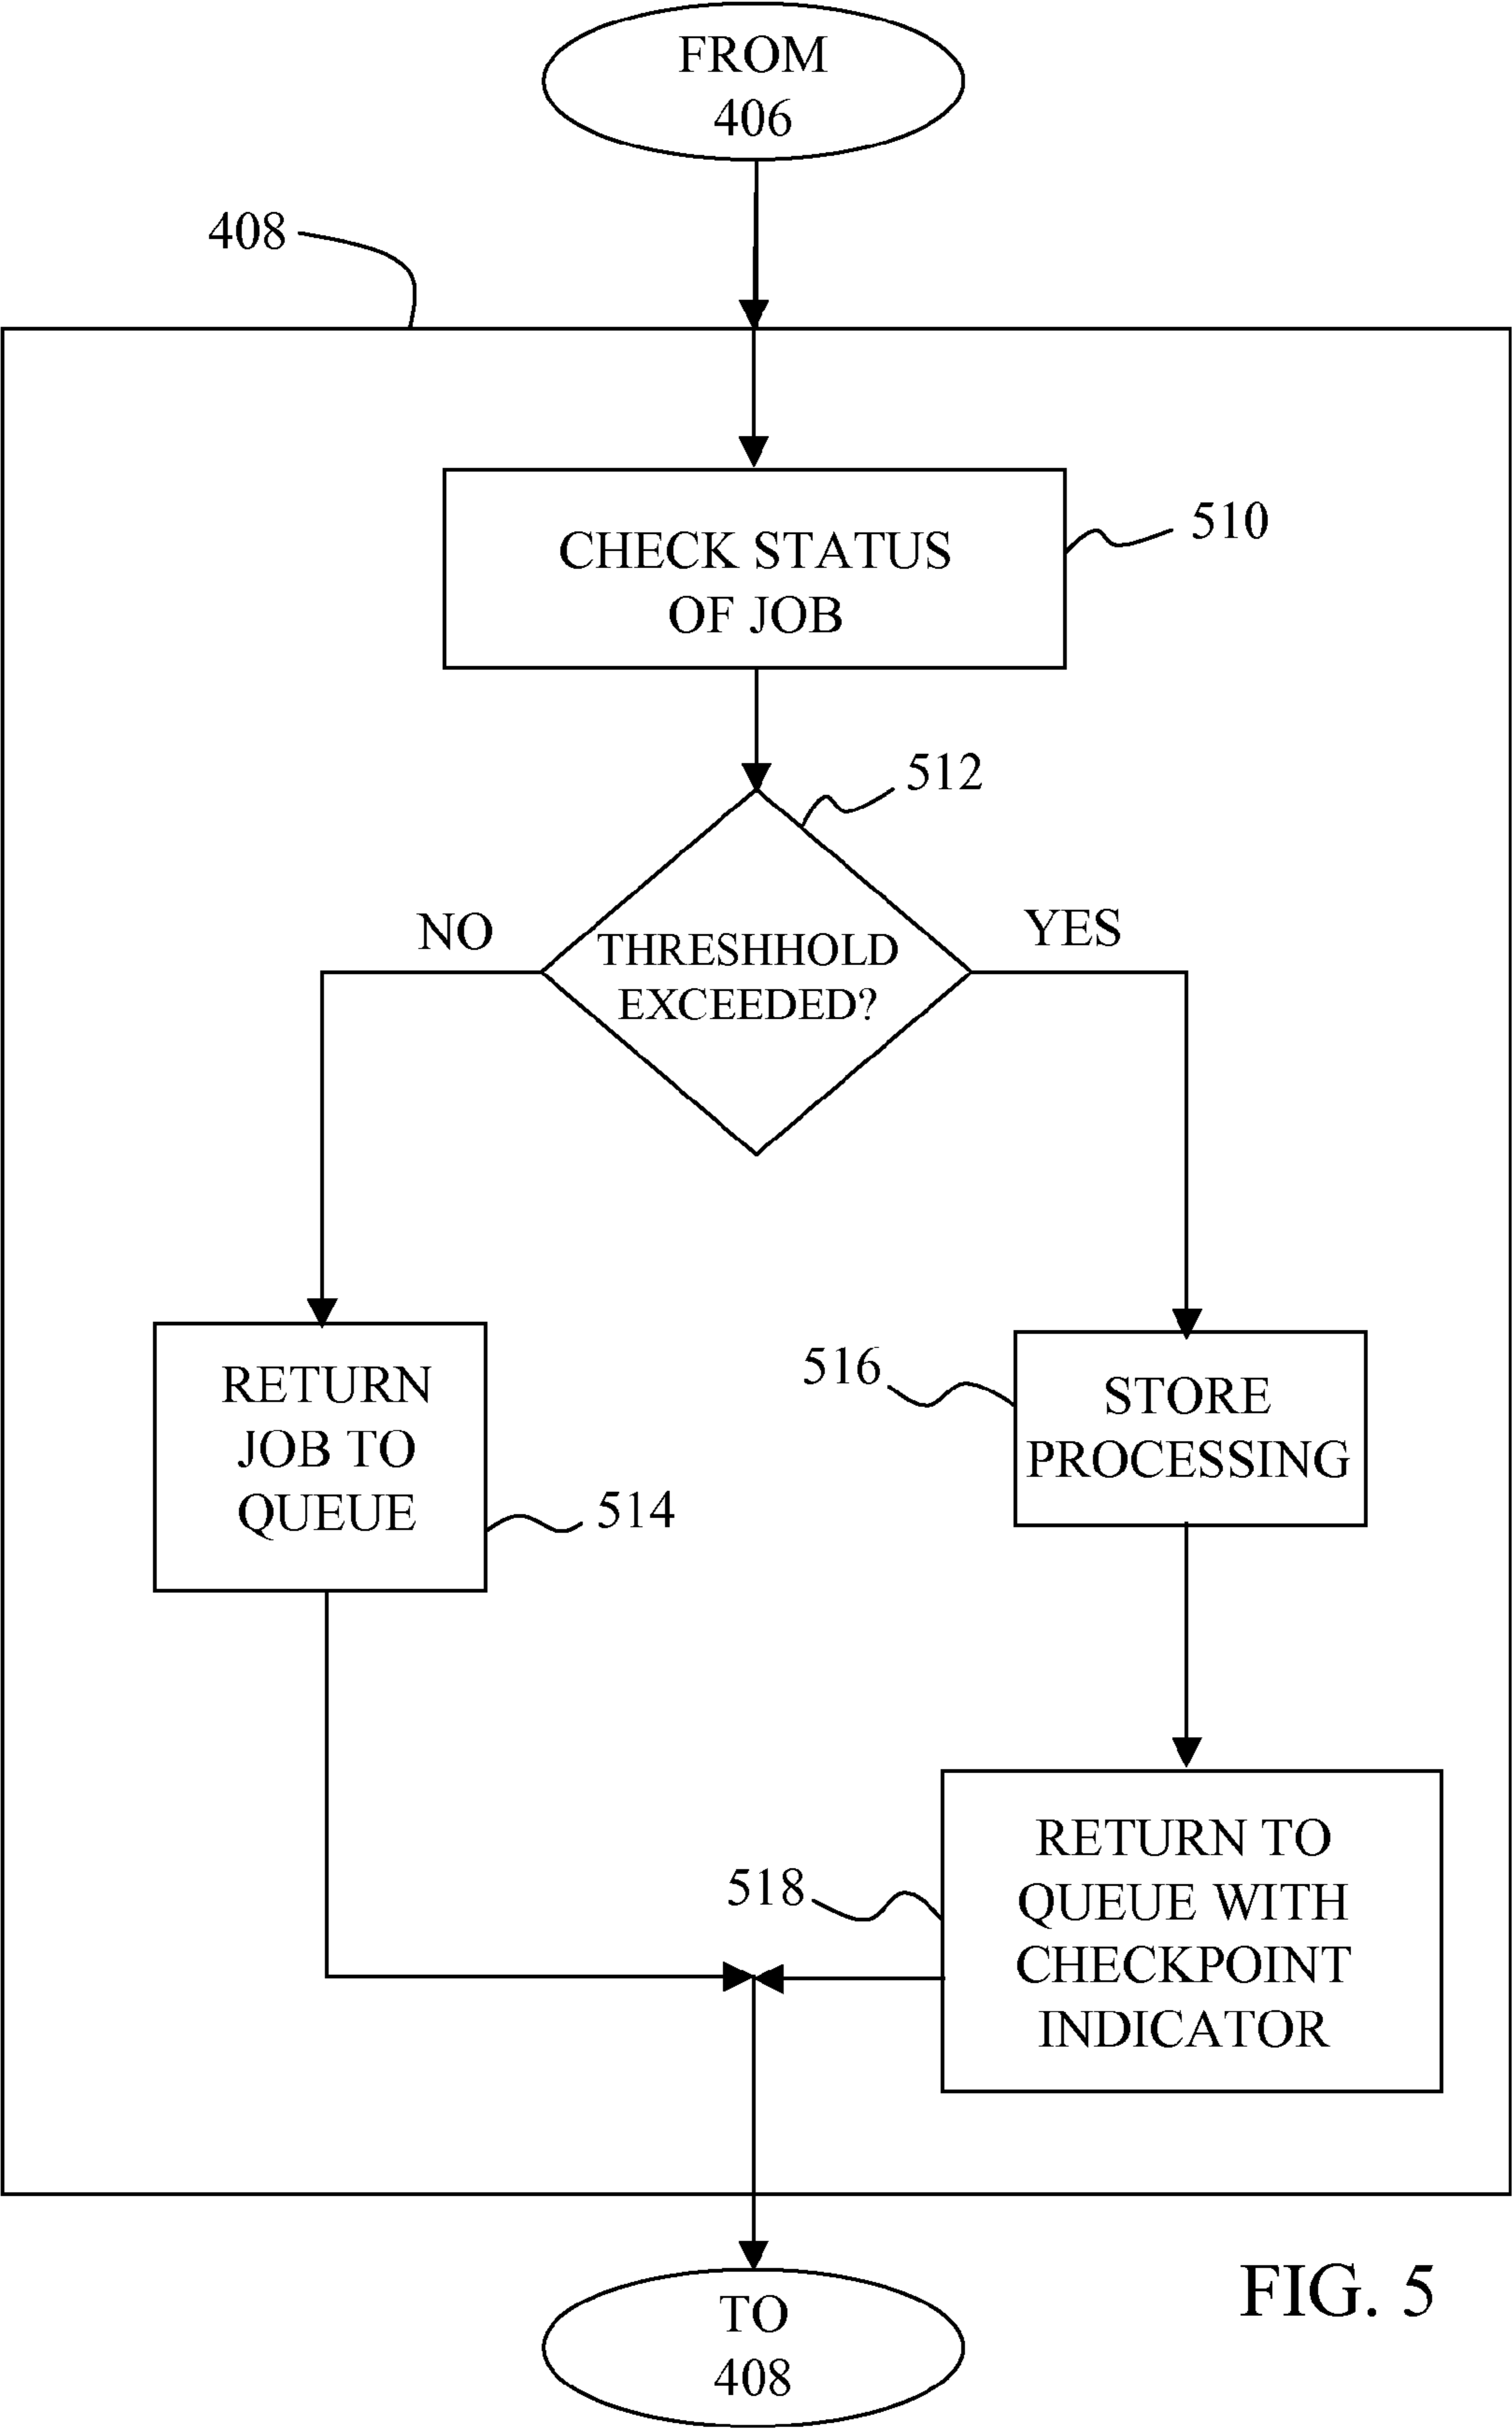 FROM
406
408
CHECK STATUS
OF JOB
510
512
NO
YES
THRESHHOLD
EXCEEDED?
RETURN
JOB TO
QUEUE
514
516
STORE
PROCESSING
518
RETURN TO
QUEUE WITH
CHECKPOINT
INDICATOR
TO
408
FIG. 5